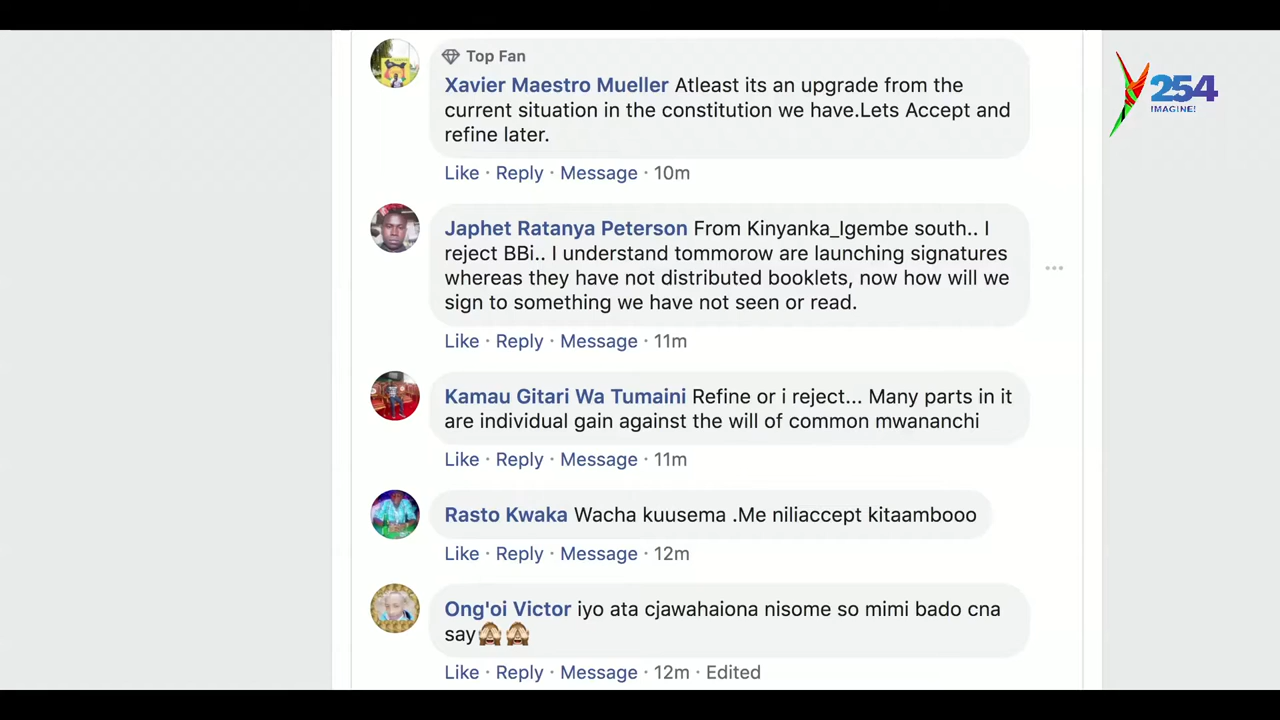 Top Fan
Xavier Maestro Mueller Atleast its an upgrade from the
current situation in the constitution we have.Lets Accept and
refine later.
Like · Reply · Message · 10m
Japhet Ratanya Peterson From Kinyanka_Igembe south.. I
reject BBi.. I understand tommorow are launching signatures
whereas they have not distributed booklets, now how will we
sign to something we have not seen or read.
Like · Reply · Message · 11m
Kamau Gitari Wa Tumaini Refine or i reject... Many parts in it
are individual gain against the will of common mwananchi
Like · Reply · Message · 11m
Rasto Kwaka Wacha kuusema .Me niliaccept kitaambooo
Like · Reply · Message · 12m
Ong'oi Victor iyo ata cjawahaiona nisome so mimi bado cna
say🙈🙈
Like · Reply · Message · 12m · Edited
Y254
IMAGINE!